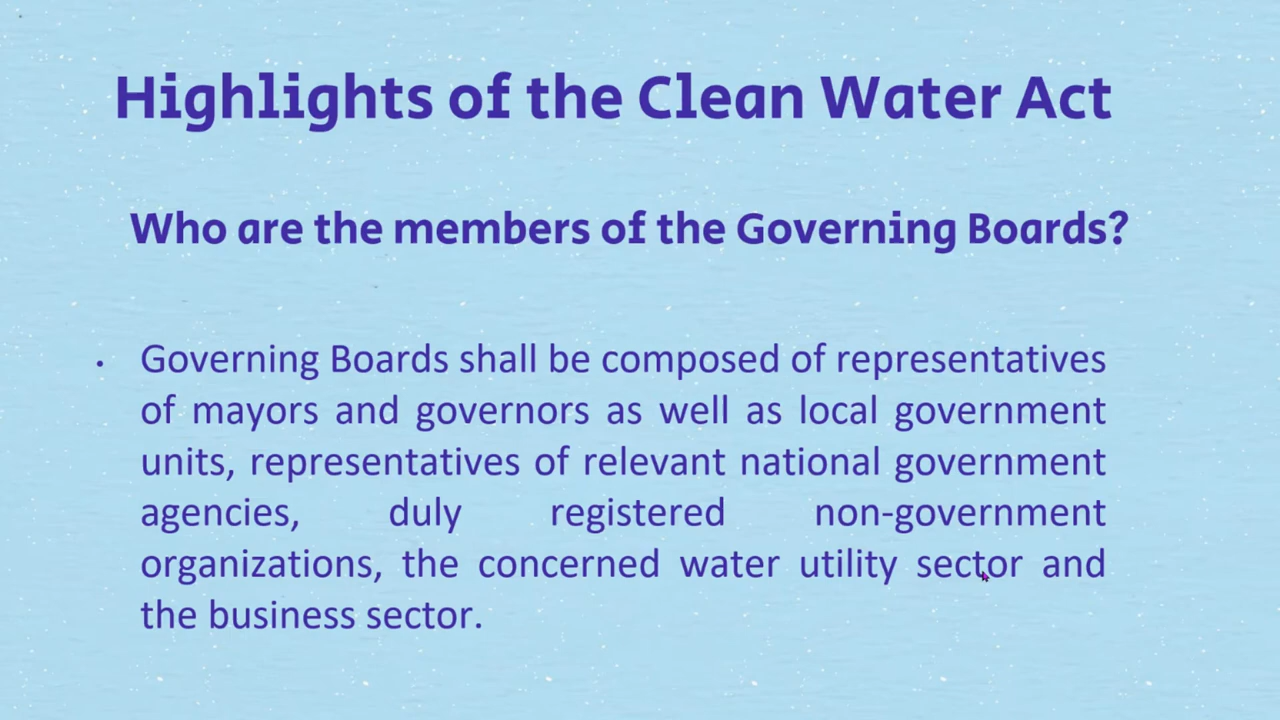 Highlights of the Clean Water Act
Who are the members of the Governing Boards?
• Governing Boards shall be composed of representatives
of mayors and governors as well as local government
units, representatives of relevant national government
agencies, duly registered non-government
organizations, the concerned water utility sector and
the business sector.